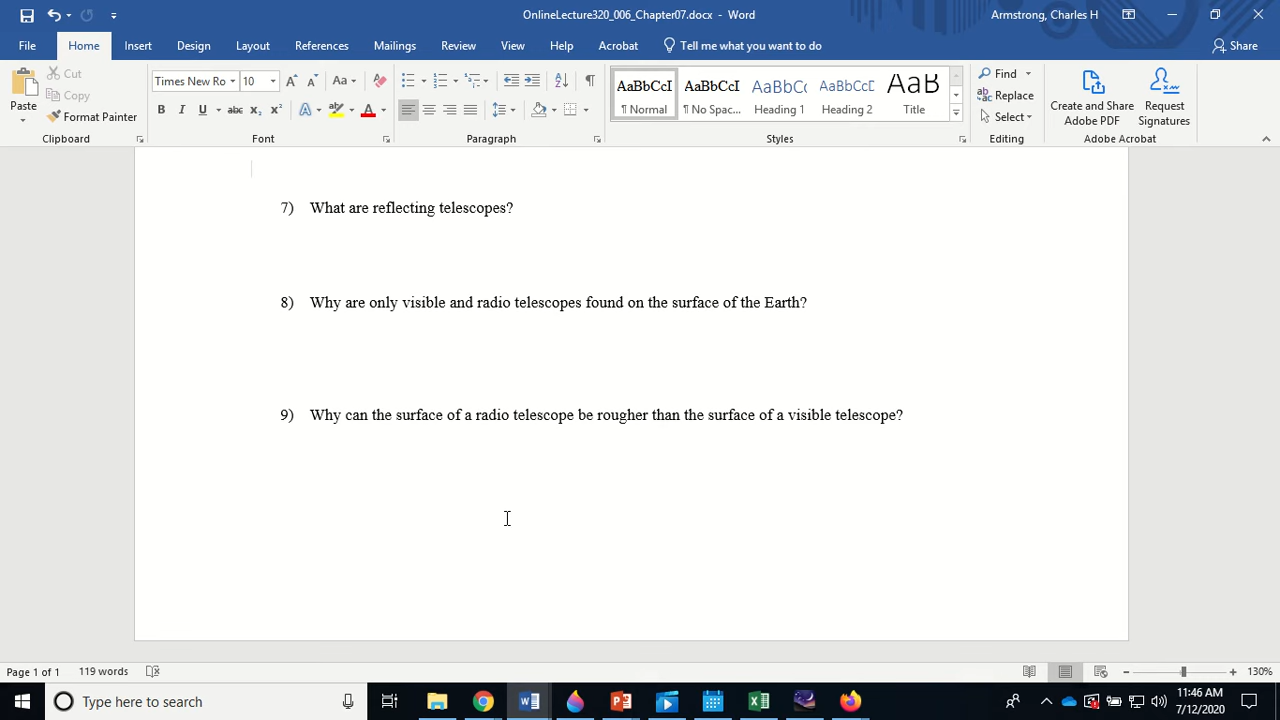 OnlineLecture320_006_Chapter07.docx - Word
Armstrong, Charles H
File Home Insert Design Layout References Mailings Review View Help Acrobat Tell me what you want to do Share
Paste
Cut
Copy
Format Painter
Clipboard
Times New Ro 10
Font
Paragraph
AaBbCcI AaBbCcI AaBbCc AaBbCcD AaB
¶ Normal ¶ No Spac... Heading 1 Heading 2 Title
Styles
Find
Replace
Select
Editing
Create and Share Adobe PDF
Request Signatures
Adobe Acrobat
7) What are reflecting telescopes?
8) Why are only visible and radio telescopes found on the surface of the Earth?
9) Why can the surface of a radio telescope be rougher than the surface of a visible telescope?
Page 1 of 1 119 words 130%
Type here to search
11:46 AM
7/12/2020